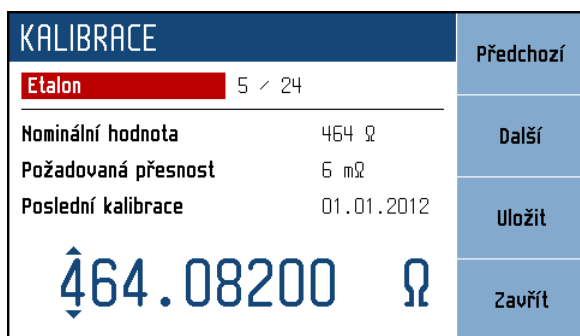 KALIBRACE
Etalon 5 / 24
Nominální hodnota 464 Ω
Požadovaná přesnost 6 mΩ
Poslední kalibrace 01.01.2012
464.08200 Ω
Předchozí
Další
Uložit
Zavřít